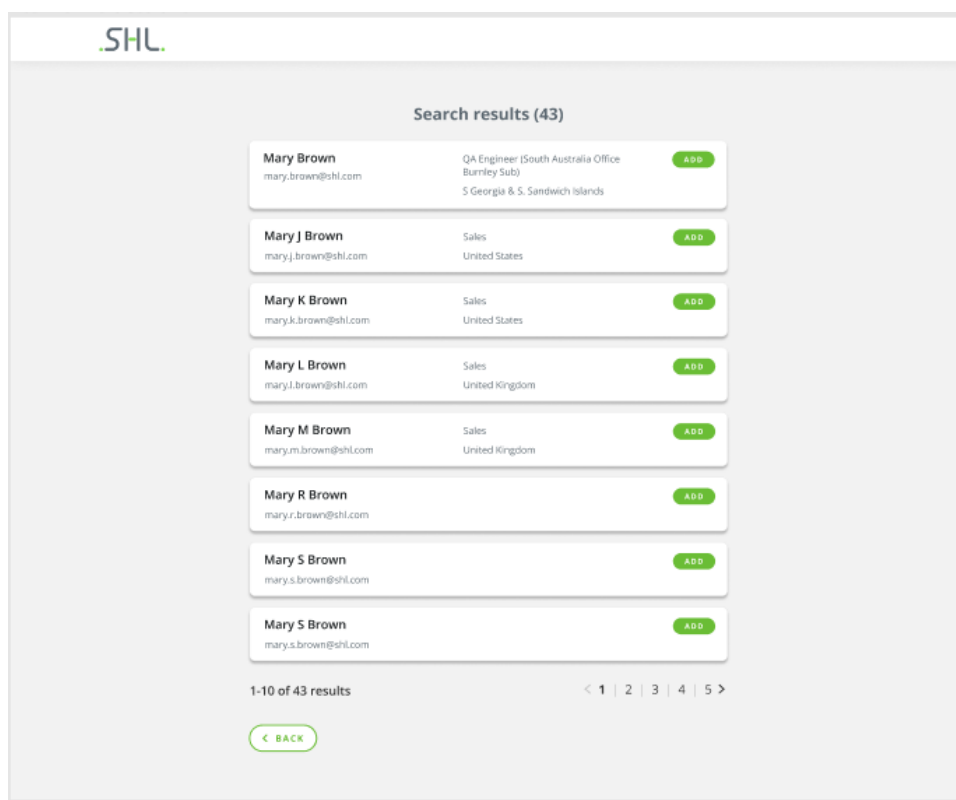 .SHL.
Search results (43)
Mary Brown
mary.brown@shl.com
QA Engineer (South Australia Office
Burnley Sub)
S Georgia & S. Sandwich Islands
ADD
Mary J Brown
mary.j.brown@shl.com
Sales
United States
ADD
Mary K Brown
mary.k.brown@shl.com
Sales
United States
ADD
Mary L Brown
mary.l.brown@shl.com
Sales
United Kingdom
ADD
Mary M Brown
mary.m.brown@shl.com
Sales
United Kingdom
ADD
Mary R Brown
mary.r.brown@shl.com
ADD
Mary S Brown
mary.s.brown@shl.com
ADD
Mary S Brown
mary.s.brown@shl.com
ADD
1-10 of 43 results
< 1 | 2 | 3 | 4 | 5 >
< BACK